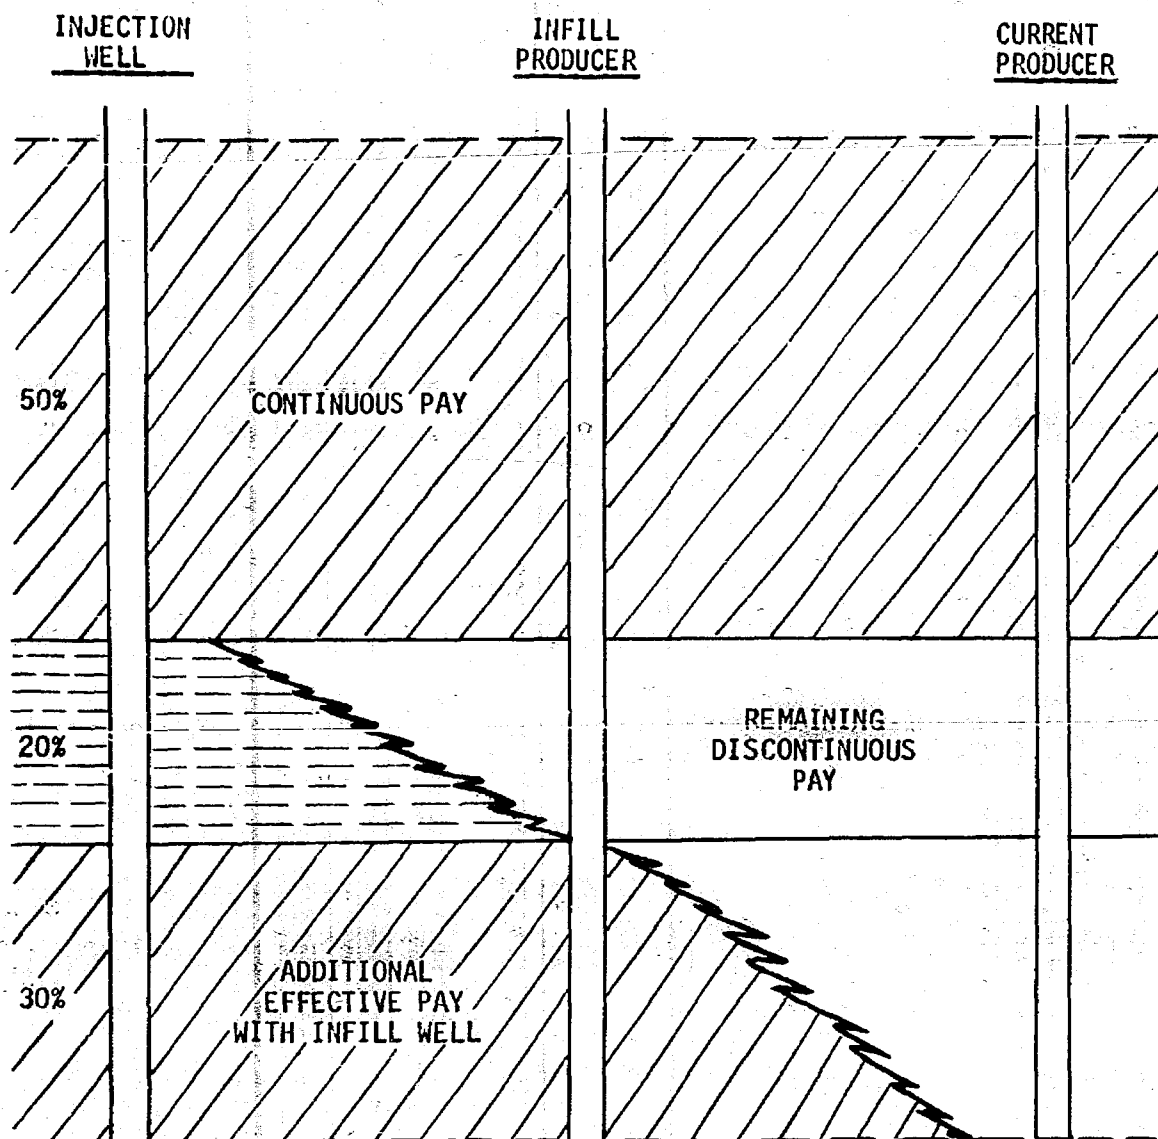 INJECTION
WELL
INFILL
PRODUCER
CURRENT
PRODUCER
50%
CONTINUOUS PAY
20%
REMAINING
DISCONTINUOUS
PAY
30%
ADDITIONAL
EFFECTIVE PAY
WITH INFILL WELL